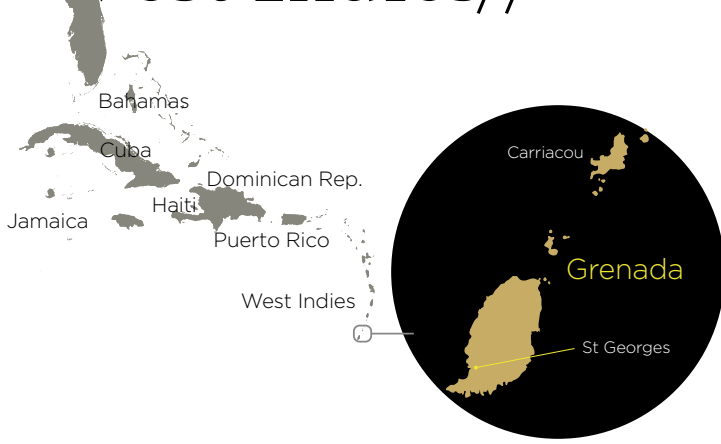 Bahamas
Cuba
Dominican Rep.
Haiti
Jamaica
Puerto Rico
West Indies
Carriacou
Grenada
St Georges